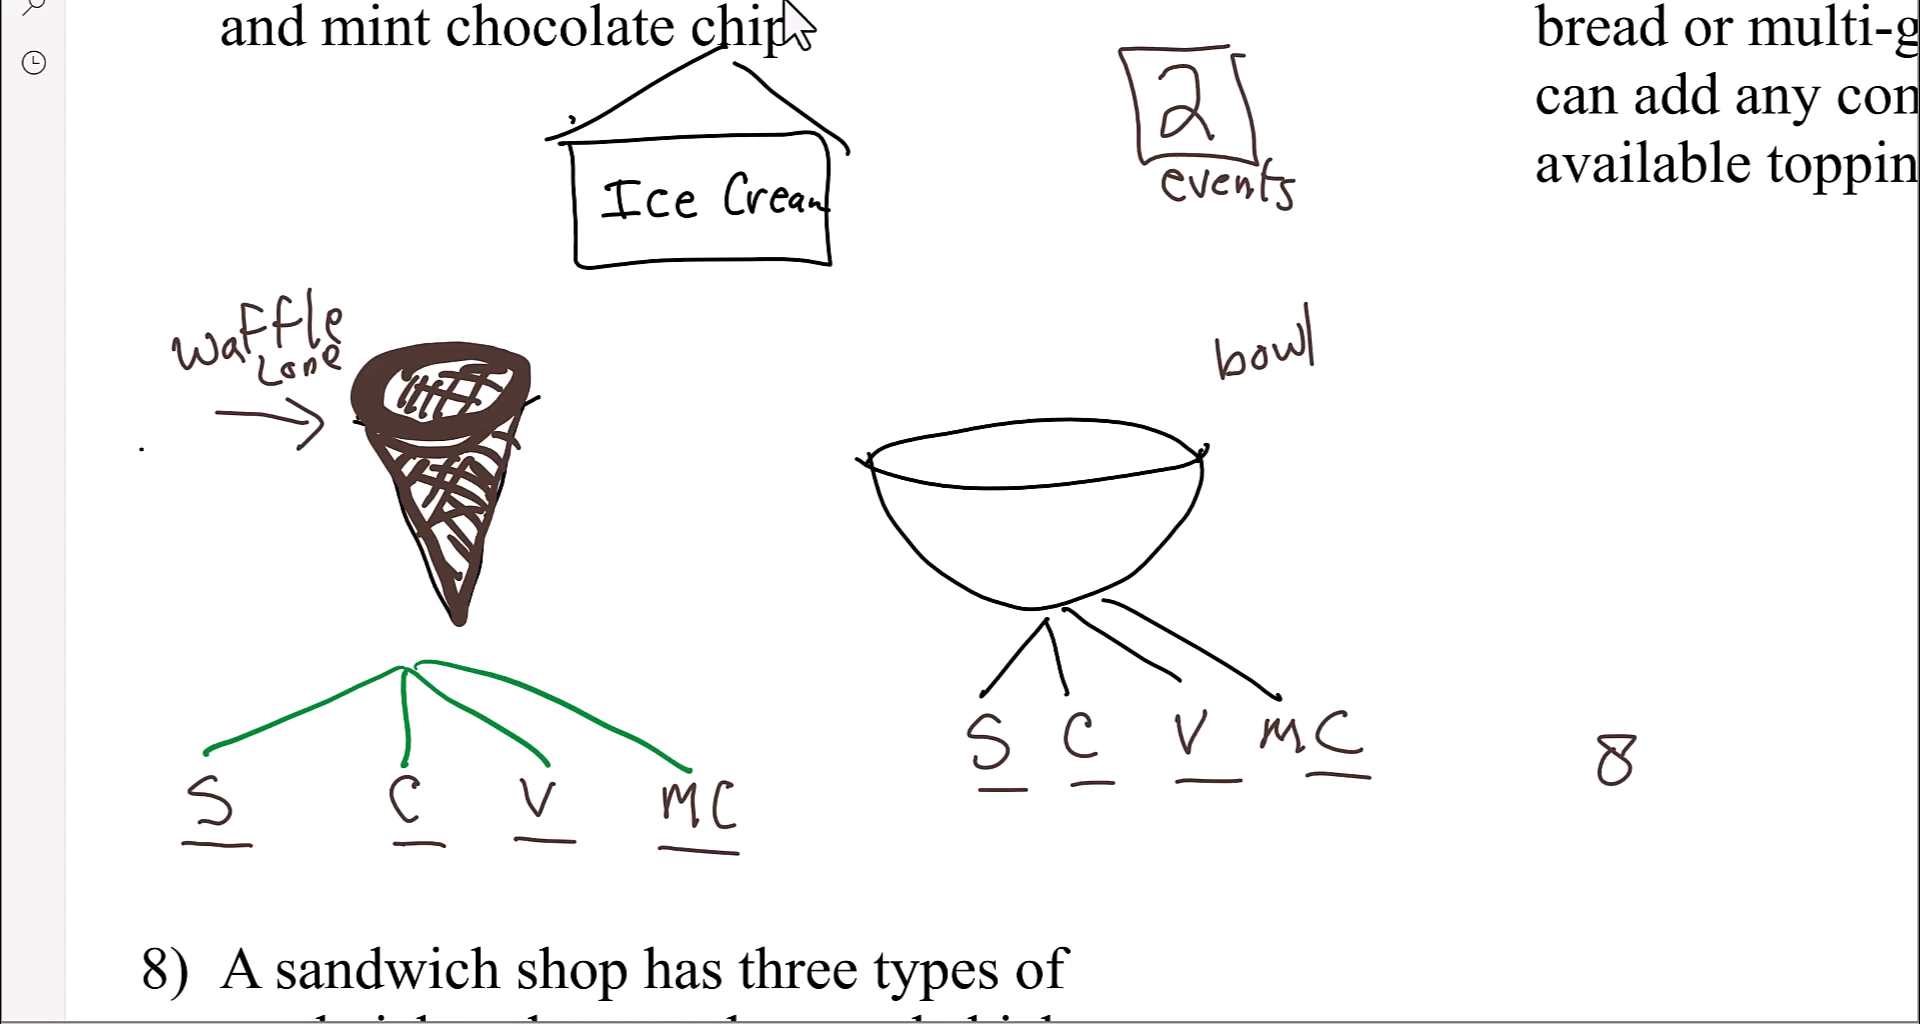 and mint chocolate chip
bread or multi-g
can add any con
available toppin
2
events
Ice Cream
Waffle
Cone
bowl
S C V MC
S C V MC
8
8) A sandwich shop has three types of